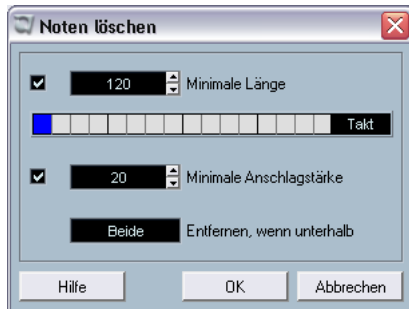 Noten löschen
120 Minimale Länge
Takt
20 Minimale Anschlagstärke
Beide Entfernen, wenn unterhalb
Hilfe OK Abbrechen